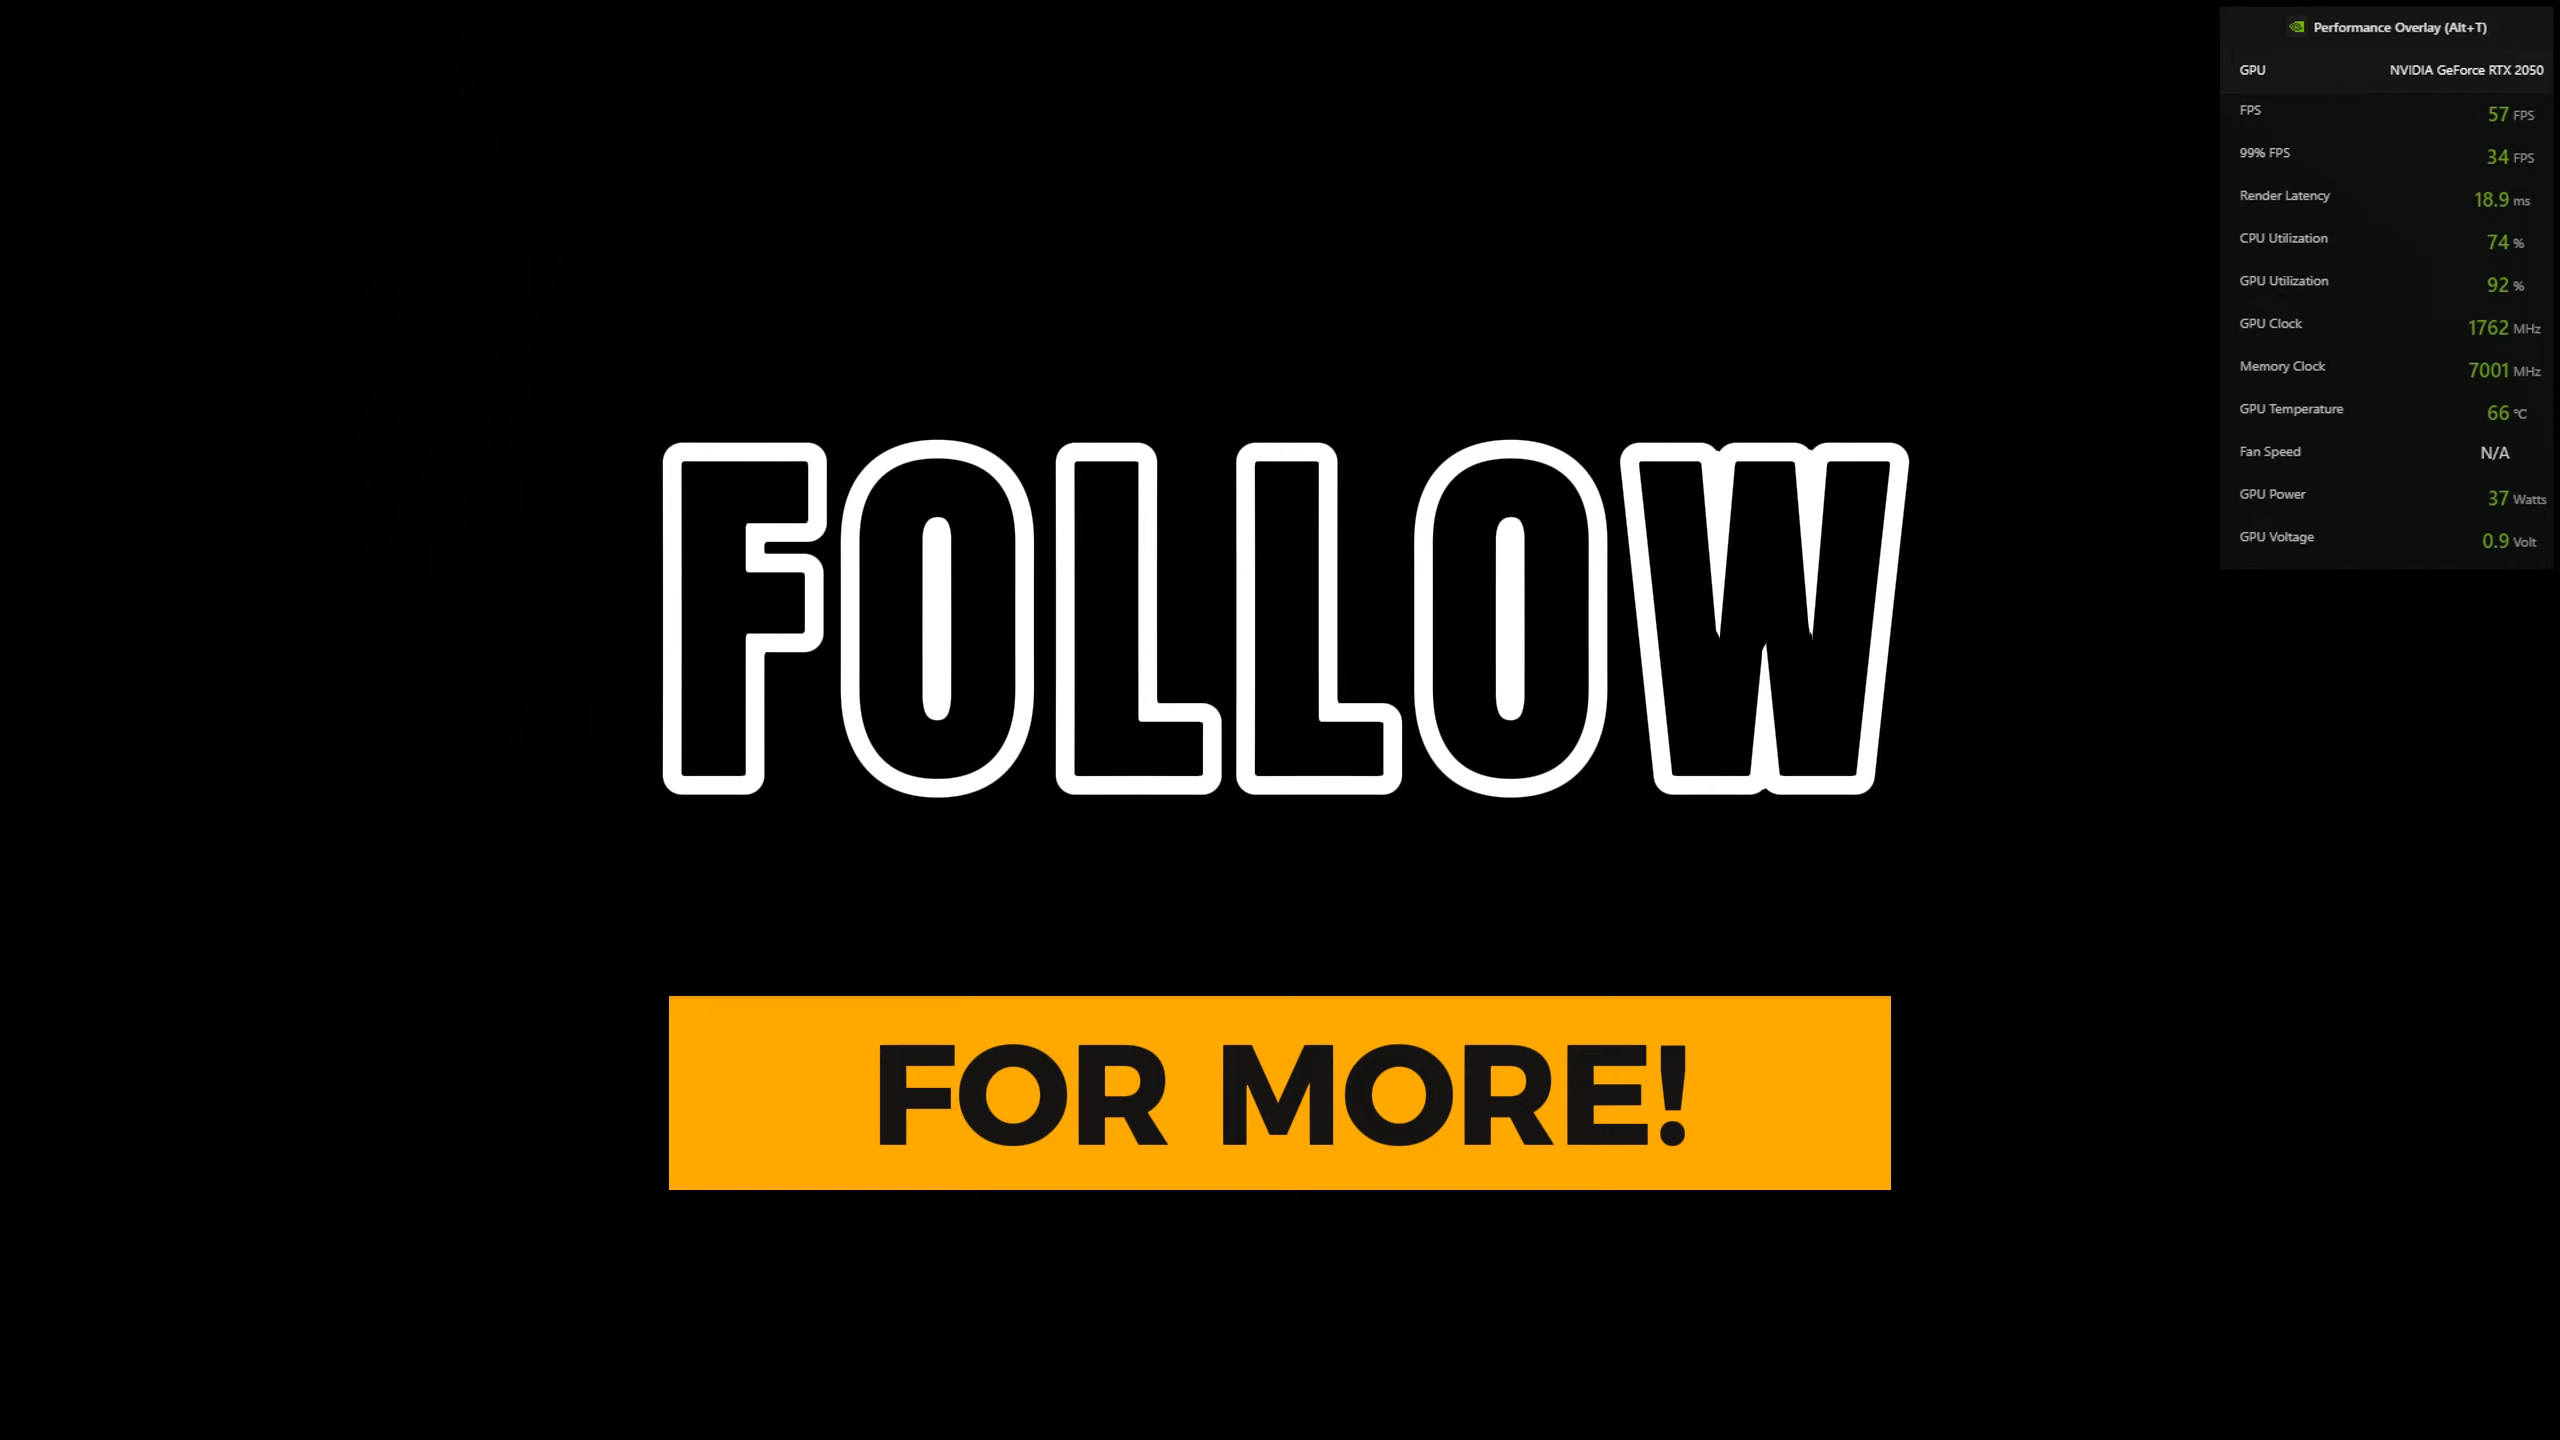 Performance Overlay (Alt+T)
GPU NVIDIA GeForce RTX 2050
FPS 57 FPS
99% FPS 34 FPS
Render Latency 18.9 ms
CPU Utilization 74 %
GPU Utilization 92 %
GPU Clock 1762 MHz
Memory Clock 7001 MHz
GPU Temperature 66 °C
Fan Speed N/A
GPU Power 37 Watts
GPU Voltage 0.9 Volt
FOLLOW
FOR MORE!